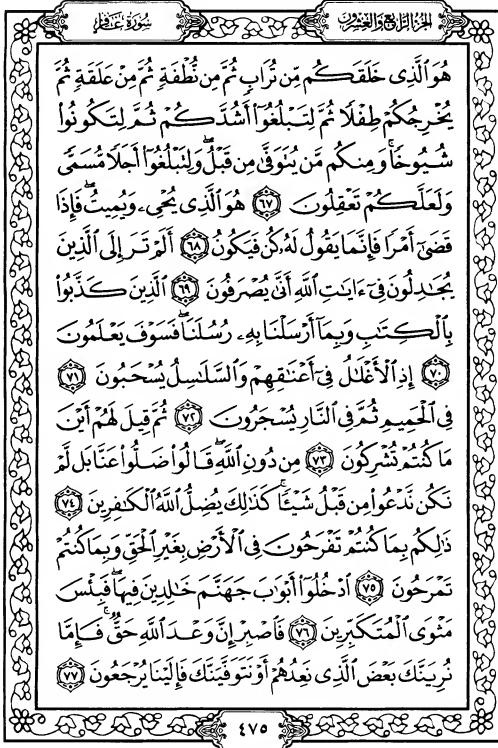 سورة غافر
الجزء الرابع والعشرون
هُوَ الَّذِى خَلَقَكُم مِّن تُرَابٍ ثُمَّ مِن نُّطْفَةٍ ثُمَّ مِنْ عَلَقَةٍ ثُمَّ
يُخْرِجُكُمْ طِفْلًا ثُمَّ لِتَبْلُغُوٓا۟ أَشُدَّكُمْ ثُمَّ لِتَكُونُوا۟
شُيُوخًا ۚ وَمِنكُم مَّن يُتَوَفَّىٰ مِن قَبْلُ ۖ وَلِتَبْلُغُوٓا۟ أَجَلًا مُّسَمًّى
وَلَعَلَّكُمْ تَعْقِلُونَ ٦٧ هُوَ الَّذِى يُحْىِۦ وَيُمِيتُ ۖ فَإِذَا
قَضَىٰٓ أَمْرًا فَإِنَّمَا يَقُولُ لَهُۥ كُن فَيَكُونُ ٦٨ أَلَمْ تَرَ إِلَى الَّذِينَ
يُجَٰدِلُونَ فِىٓ ءَايَٰتِ اللَّهِ أَنَّىٰ يُصْرَفُونَ ٦٩ الَّذِينَ كَذَّبُوا۟
بِالْكِتَٰبِ وَبِمَآ أَرْسَلْنَا بِهِۦ رُسُلَنَا ۖ فَسَوْفَ يَعْلَمُونَ
٧٠ إِذِ الْأَغْلَٰلُ فِىٓ أَعْنَٰقِهِمْ وَالسَّلَٰسِلُ يُسْحَبُونَ ٧١
فِى الْحَمِيمِ ثُمَّ فِى النَّارِ يُسْجَرُونَ ٧٢ ثُمَّ قِيلَ لَهُمْ أَيْنَ
مَا كُنتُمْ تُشْرِكُونَ ٧٣ مِن دُونِ اللَّهِ ۖ قَالُوا۟ ضَلُّوا۟ عَنَّا بَل لَّمْ
نَكُن نَّدْعُوا۟ مِن قَبْلُ شَيْـًٔا ۚ كَذَٰلِكَ يُضِلُّ اللَّهُ الْكَٰفِرِينَ ٧٤
ذَٰلِكُم بِمَا كُنتُمْ تَفْرَحُونَ فِى الْأَرْضِ بِغَيْرِ الْحَقِّ وَبِمَا كُنتُمْ
تَمْرَحُونَ ٧٥ ادْخُلُوٓا۟ أَبْوَٰبَ جَهَنَّمَ خَٰلِدِينَ فِيهَا ۖ فَبِئْسَ
مَثْوَى الْمُتَكَبِّرِينَ ٧٦ فَاصْبِرْ إِنَّ وَعْدَ اللَّهِ حَقٌّ ۚ فَإِمَّا
نُرِيَنَّكَ بَعْضَ الَّذِى نَعِدُهُمْ أَوْ نَتَوَفَّيَنَّكَ فَإِلَيْنَا يُرْجَعُونَ ٧٧
٤٧٥